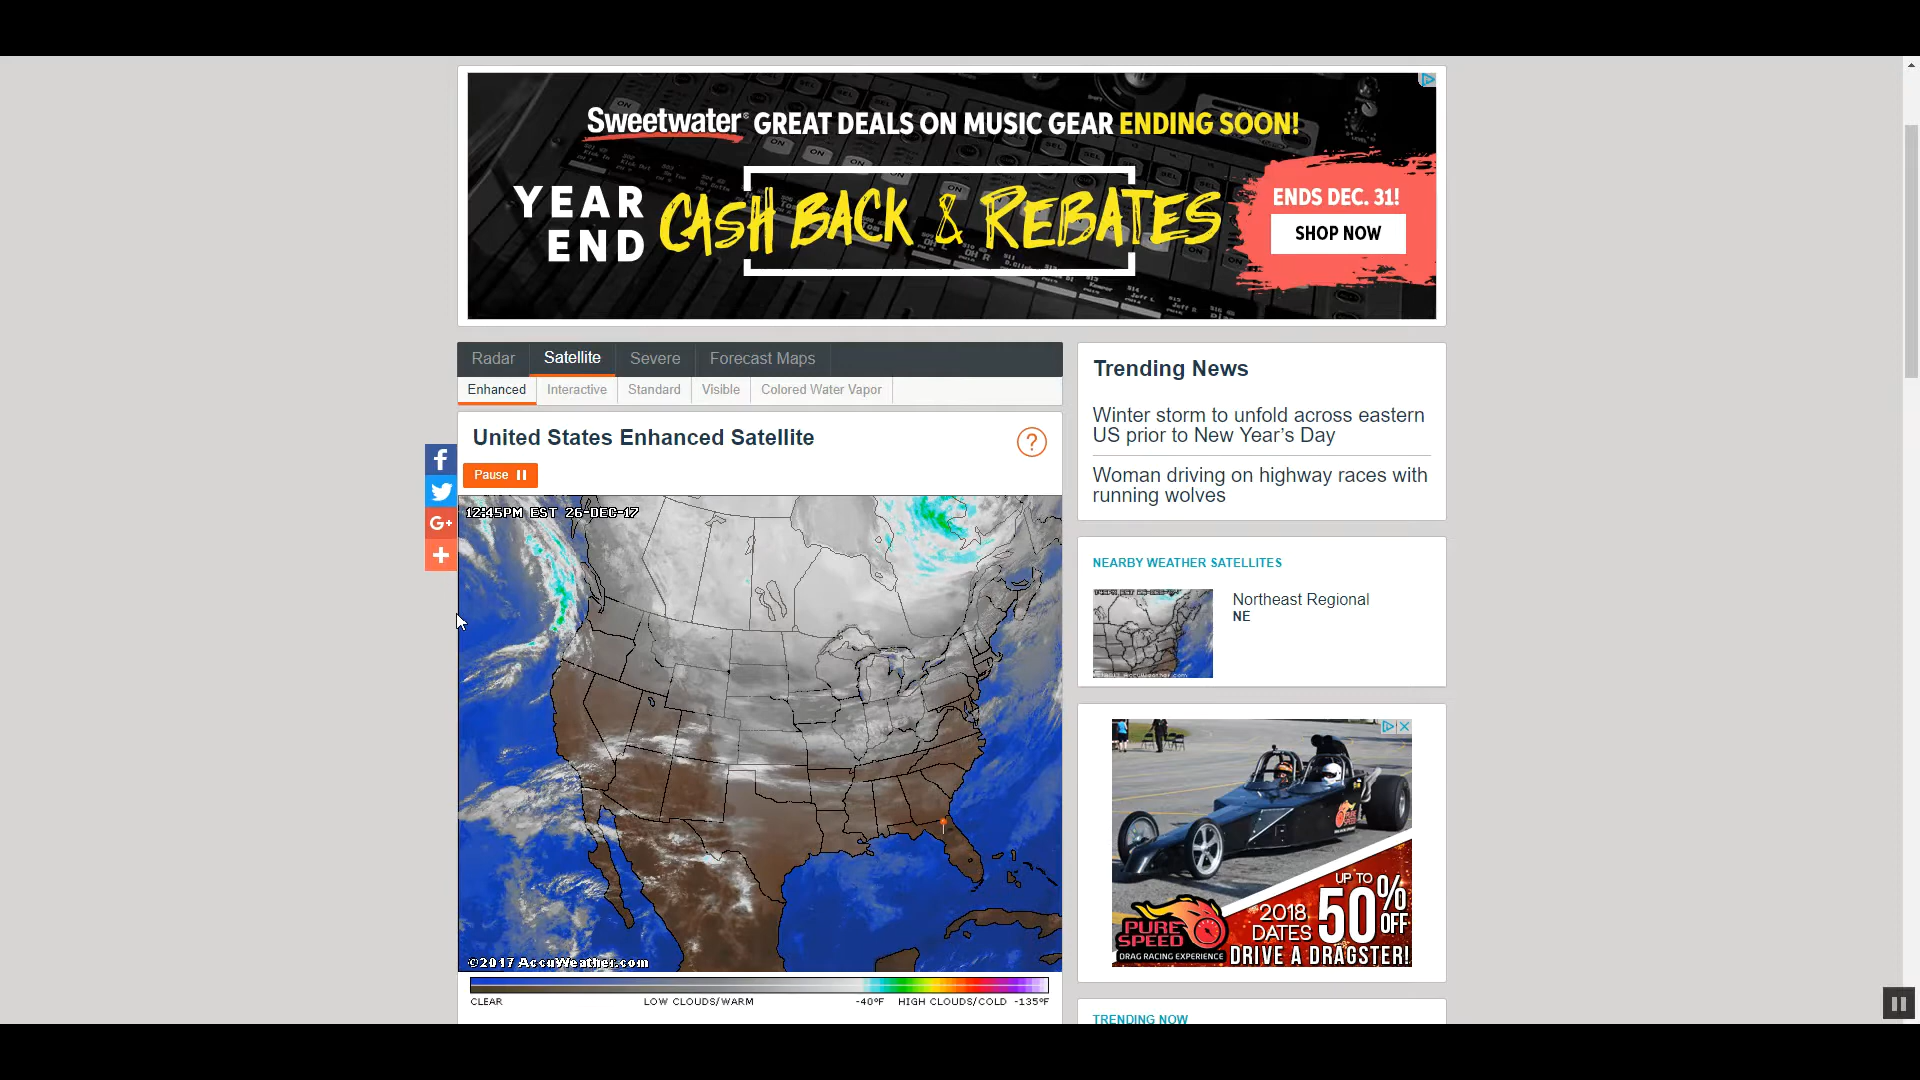 Sweetwater® GREAT DEALS ON MUSIC GEAR ENDING SOON!
YEAR END
CASH BACK & REBATES
ENDS DEC. 31!
SHOP NOW
Radar Satellite Severe Forecast Maps
Enhanced Interactive Standard Visible Colored Water Vapor
United States Enhanced Satellite
?
Pause
12:45PM EST 26-DEC-17
©2017 AccuWeather.com
CLEAR LOW CLOUDS/WARM -40°F HIGH CLOUDS/COLD -135°F
f
G+
Trending News
Winter storm to unfold across eastern
US prior to New Year’s Day
Woman driving on highway races with
running wolves
NEARBY WEATHER SATELLITES
Northeast Regional
NE
PURE
SPEED
DRAG RACING EXPERIENCE
2018
DATES
UP TO
50% OFF
DRIVE A DRAGSTER!
TRENDING NOW